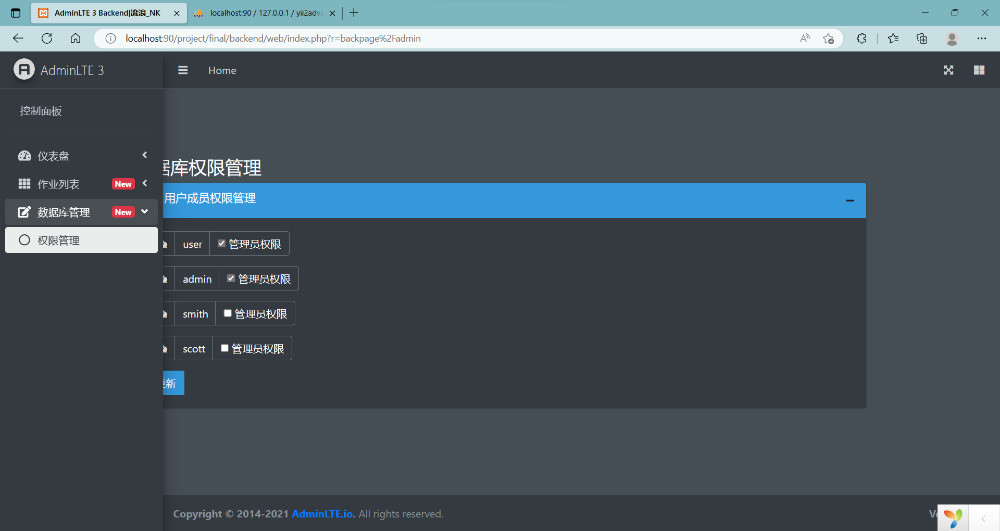 AdminLTE 3 Backend|流浪_NK
localhost:90 / 127.0.0.1 / yii2adva
localhost:90/project/final/backend/web/index.php?r=backpage%2Fadmin
AdminLTE 3
Home
控制面板
仪表盘
作业列表 New
数据库管理 New
权限管理
库权限管理
用户成员权限管理
user 管理员权限
admin 管理员权限
smith 管理员权限
scott 管理员权限
新
Copyright © 2014-2021 AdminLTE.io. All rights reserved.